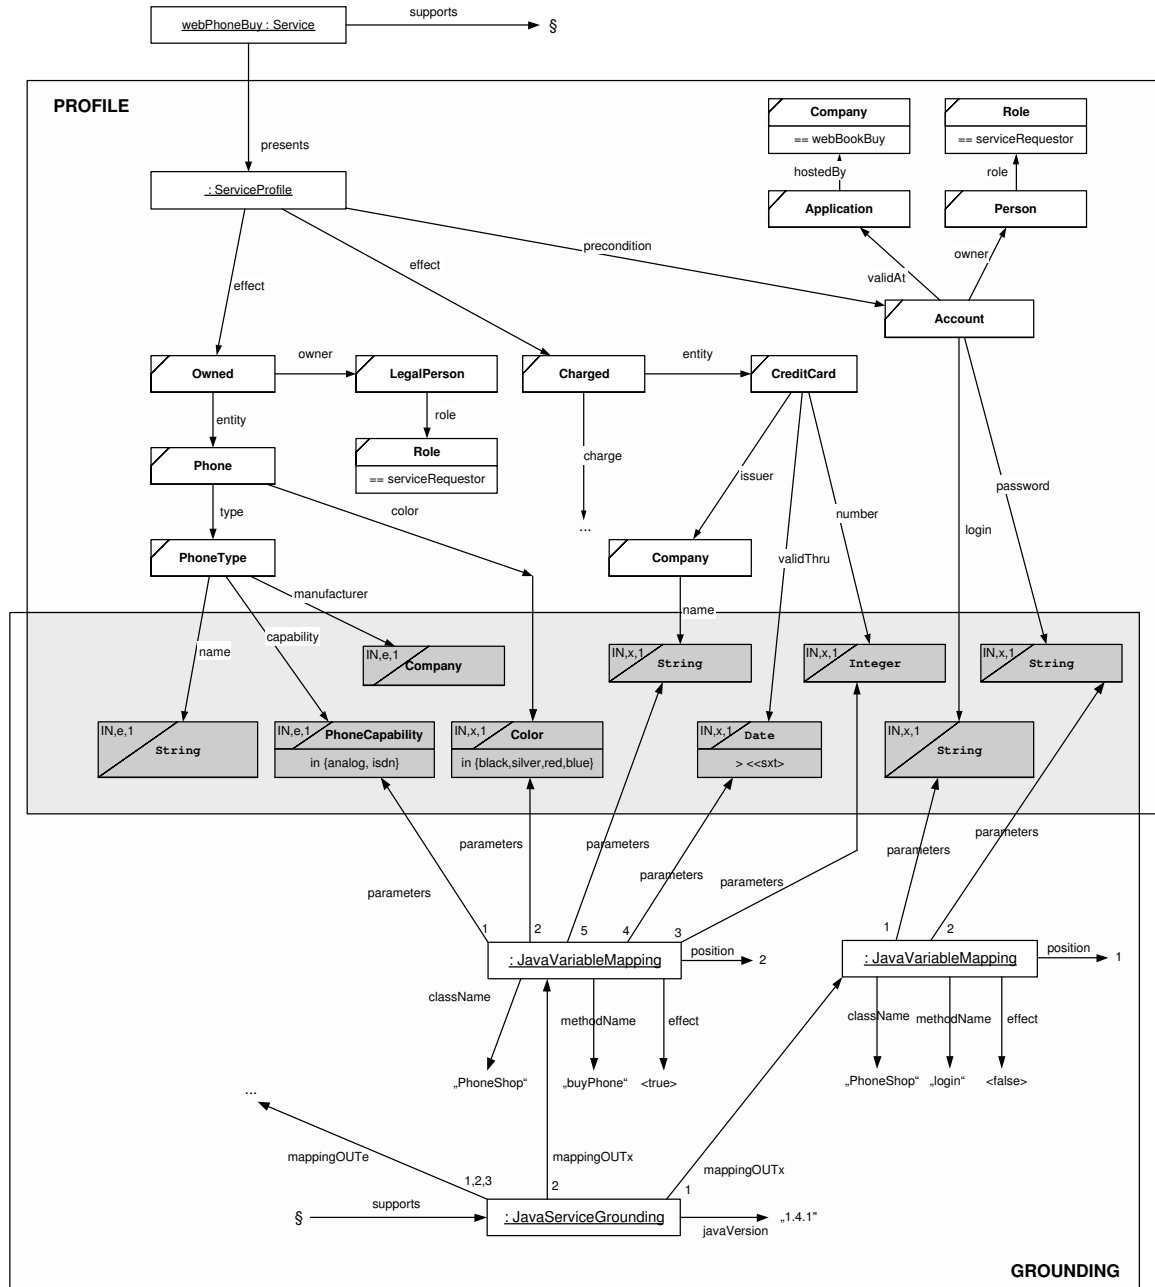 supports
webPhoneBuy : Service
§
PROFILE
Company
Role
== webBookBuy
== serviceRequestor
presents
hostedBy
role
: ServiceProfile
Application
Person
precondition
owner
effect
validAt
effect
Account
owner
entity
Owned
LegalPerson
Charged
CreditCard
entity
role
Role
charge
Phone
issuer
== serviceRequestor
password
type
color
number
...
login
PhoneType
Company
validThru
manufacturer
name
capability
name
IN,e,1
Company
IN,x,1
String
IN,x,1
Integer
IN,x,1
String
IN,e,1
String
IN,e,1
PhoneCapability
in {analog, isdn}
IN,x,1
Color
in {black,silver,red,blue}
IN,x,1
Date
> <<sxt>
IN,x,1
String
parameters
parameters
parameters
parameters
parameters
parameters
parameters
1
2
5
4
3
1
2
: JavaVariableMapping
position
2
: JavaVariableMapping
position
1
className
methodName
effect
className
methodName
effect
„PhoneShop“
„buyPhone“
<true>
„PhoneShop“
„login“
<false>
...
mappingOUTe
mappingOUTx
mappingOUTx
1,2,3
2
1
supports
§
: JavaServiceGrounding
„1.4.1"
javaVersion
GROUNDING